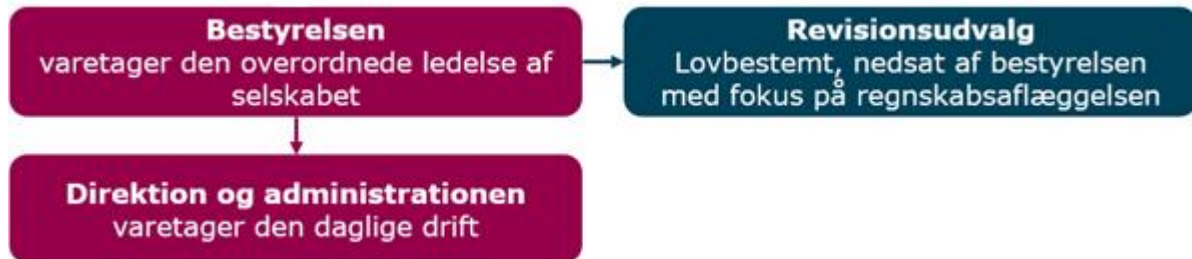 Bestyrelsen
varetager den overordnede ledelse af
selskabet
Revisionsudvalg
Lovbestemt, nedsat af bestyrelsen
med fokus på regnskabsaflæggelsen
Direktion og administrationen
varetager den daglige drift